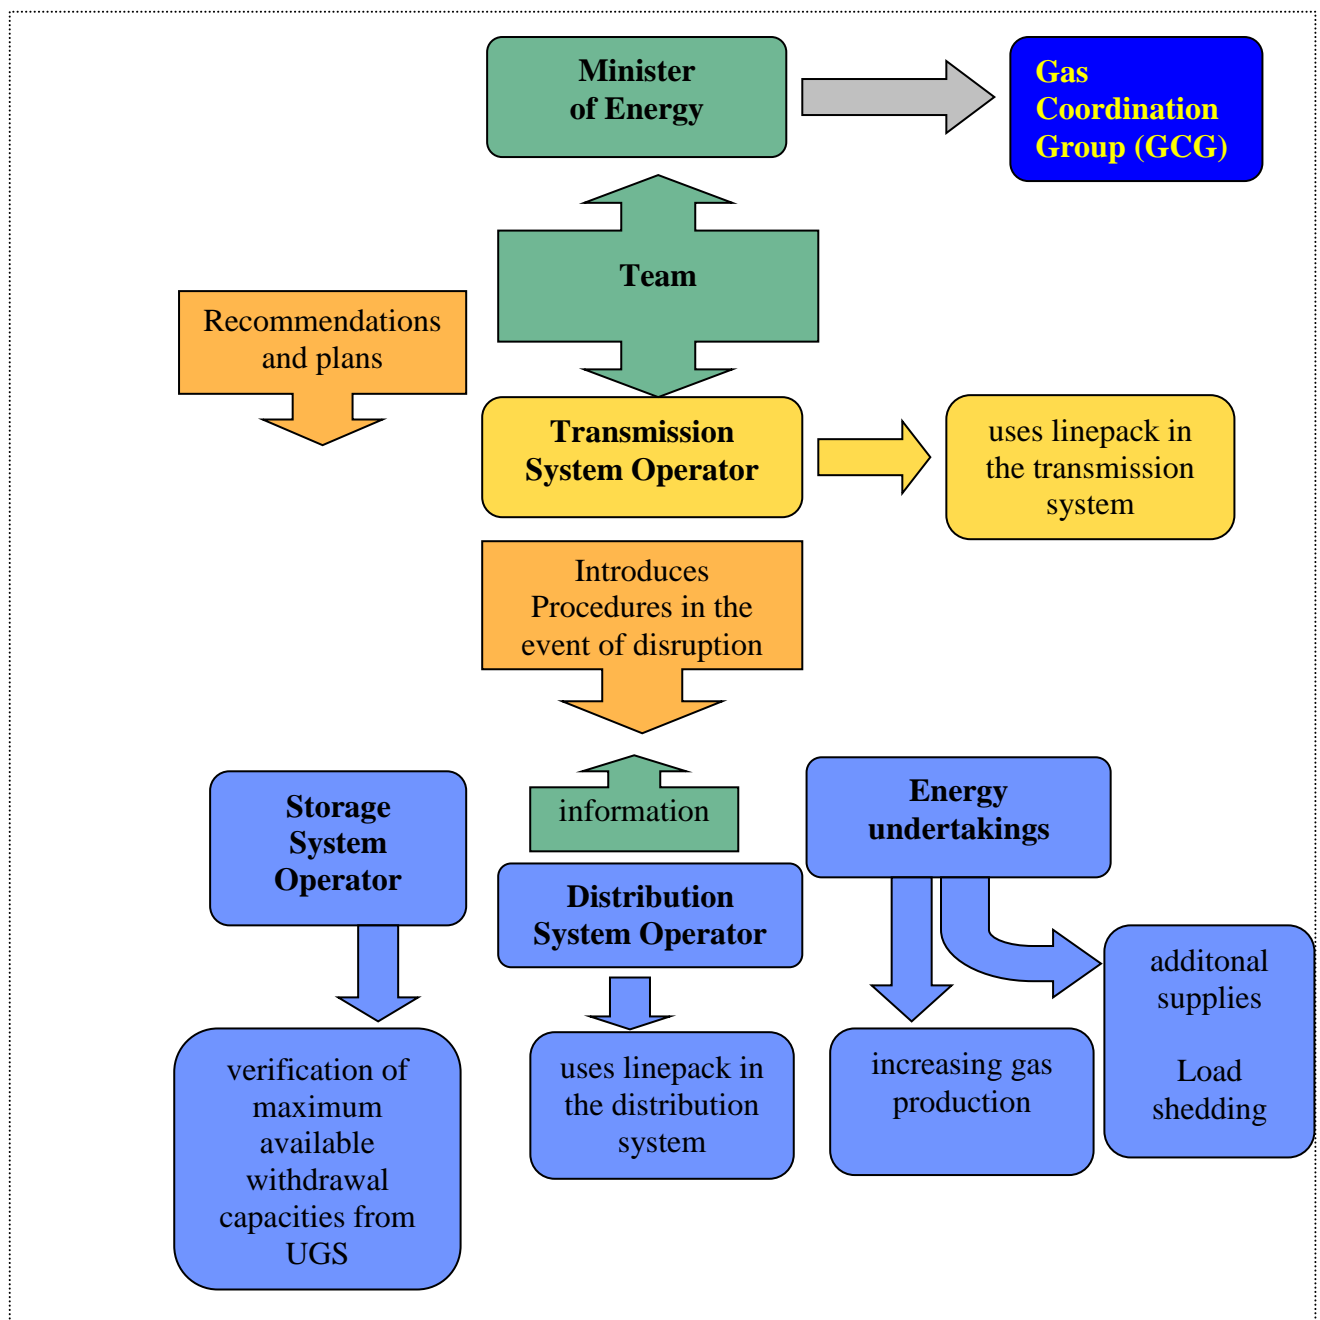 Minister
of Energy
Gas
Coordination
Group (GCG)
Team
Recommendations
and plans
Transmission
System Operator
uses linepack in
the transmission
system
Introduces
Procedures in the
event of disruption
Storage
System
Operator
information
Energy
undertakings
Distribution
System Operator
additonal
supplies
Load
shedding
verification of
maximum
available
withdrawal
capacities from
UGS
uses linepack in
the distribution
system
increasing gas
production